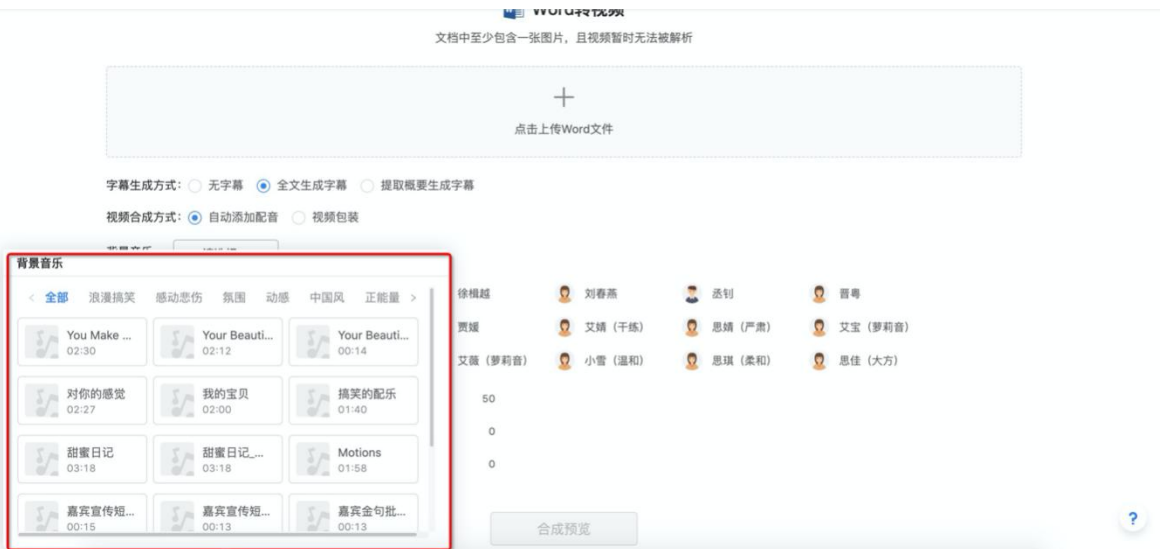 Word转视频
文档中至少包含一张图片，且视频暂时无法被解析
点击上传Word文件
字幕生成方式： 无字幕 全文生成字幕 提取概要生成字幕
视频合成方式： 自动添加配音 视频包装
背景音乐
背景音乐
< 全部 浪漫搞笑 感动悲伤 氛围 动感 中国风 正能量 >
徐楫越 刘春燕 丞钊 晋粤
You Make ... Your Beauti... Your Beauti...
02:30 02:12 00:14
贾媛 艾婧（干练） 思婧（严肃） 艾宝（萝莉音）
艾薇（萝莉音） 小雪（温和） 思琪（柔和） 思佳（大方）
对你的感觉 我的宝贝 搞笑的配乐
02:27 02:00 01:40
50
0
甜蜜日记 甜蜜日记_... Motions
03:18 03:18 01:58
0
嘉宾宣传短... 嘉宾宣传短... 嘉宾金句批...
00:15 00:13 00:13
合成预览
?